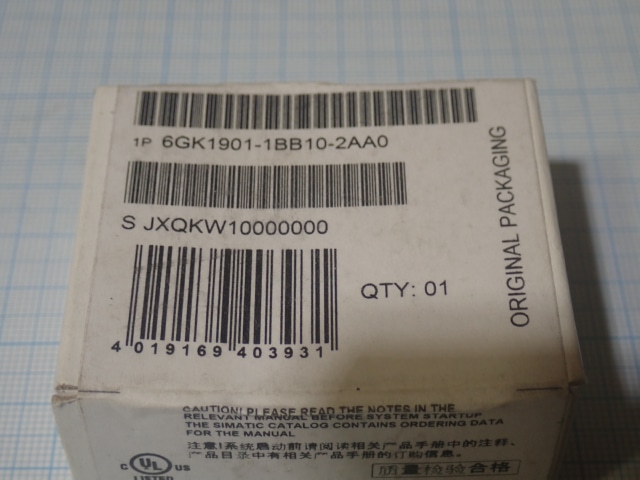 1P 6GK1901-1BB10-2AA0
S JXQKW10000000
QTY: 01
4 019169 403931
ORIGINAL PACKAGING
CAUTION! PLEASE READ THE NOTES IN THE
RELEVANT MANUAL BEFORE SYSTEM STARTUP
THE SIMATIC CATALOG CONTAINS ORDERING DATA
FOR THE MANUAL
注意!系统启动前请阅读相关产品手册中的注释。
产品目录中有相关产品手册的订购信息。
C UL US
LISTED
质量检验合格